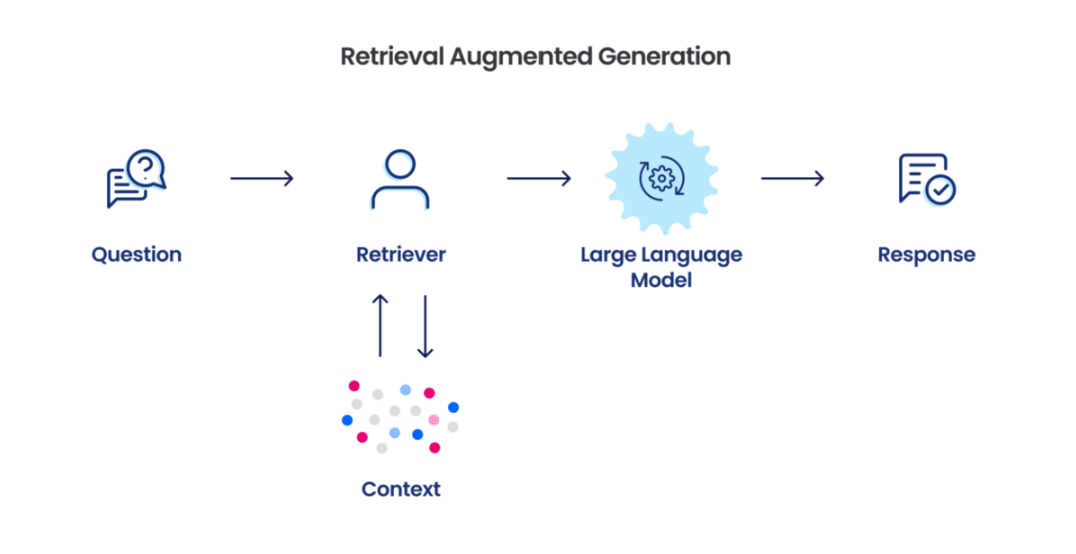 Retrieval Augmented Generation
Question
Retriever
Large Language
Model
Response
Context